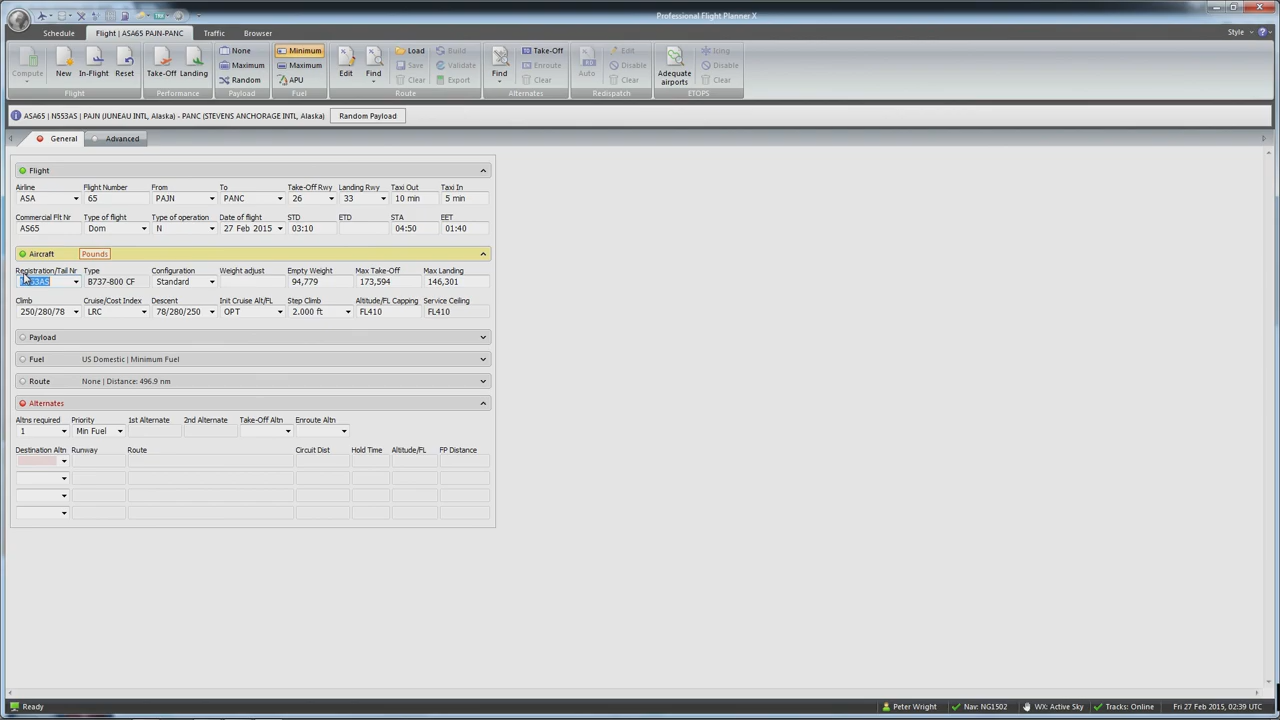 Professional Flight Planner X
Schedule Flight | ASA65 PAJN-PANC Traffic Browser Style
Compute New In-Flight Reset Take-Off Landing None Maximum Random Minimum Maximum APU Edit Find Load Save Clear Build Validate Export Find Take-Off Enroute Clear Auto Edit Disable Clear Adequate airports Icing Disable Clear
Flight Performance Payload Fuel Route Alternates Redispatch ETOPS
ASA65 | N553AS | PAJN (JUNEAU INTL, Alaska) - PANC (STEVENS ANCHORAGE INTL, Alaska) Random Payload
General Advanced
Flight
Airline Flight Number From To Take-Off Rwy Landing Rwy Taxi Out Taxi In
ASA 65 PAJN PANC 26 33 10 min 5 min
Commercial Flt Nr Type of flight Type of operation Date of flight STD ETD STA EET
AS65 Dom N 27 Feb 2015 03:10 04:50 01:40
Aircraft Pounds
Registration/Tail Nr Type Configuration Weight adjust Empty Weight Max Take-Off Max Landing
N553AS B737-800 CF Standard 94,779 173,594 146,301
Climb Cruise/Cost Index Descent Init Cruise Alt/FL Step Climb Altitude/FL Capping Service Ceiling
250/280/78 LRC 78/280/250 OPT 2.000 ft FL410 FL410
Payload
Fuel US Domestic | Minimum Fuel
Route None | Distance: 496.9 nm
Alternates
Altns required Priority 1st Alternate 2nd Alternate Take-Off Altn Enroute Altn
1 Min Fuel
Destination Altn Runway Route Circuit Dist Hold Time Altitude/FL FP Distance
Ready Peter Wright Nav: NG1502 WX: Active Sky Tracks: Online Fri 27 Feb 2015, 02:39 UTC